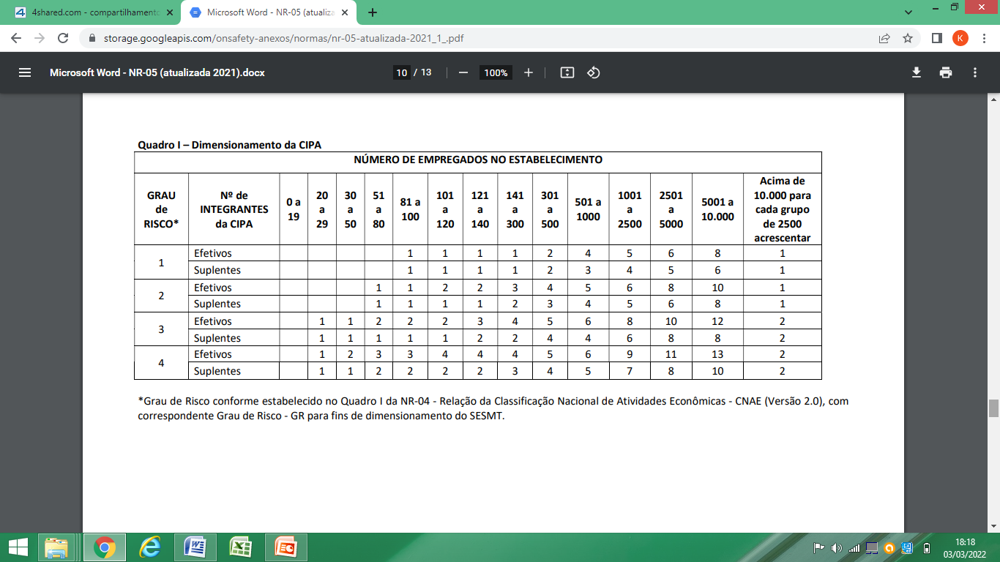 4shared.com - compartilhamento
Microsoft Word - NR-05 (atualiza
storage.googleapis.com/onsafety-anexos/normas/nr-05-atualizada-2021_1_.pdf
K
Microsoft Word - NR-05 (atualizada 2021).docx
10 / 13
100%
Quadro I – Dimensionamento da CIPA
NÚMERO DE EMPREGADOS NO ESTABELECIMENTO
GRAU de RISCO* Nº de INTEGRANTES da CIPA 0 a 19 20 a 29 30 a 50 51 a 80 81 a 100 101 a 120 121 a 140 141 a 300 301 a 500 501 a 1000 1001 a 2500 2501 a 5000 5001 a 10.000 Acima de 10.000 para cada grupo de 2500 acrescentar
1 Efetivos 1 1 1 1 2 4 5 6 8 1
Suplentes 1 1 1 1 2 3 4 5 6 1
2 Efetivos 1 1 2 2 3 4 5 6 8 10 1
Suplentes 1 1 1 1 1 2 3 4 5 6 8 1
3 Efetivos 1 1 2 2 2 3 4 5 6 8 10 12 2
Suplentes 1 1 1 1 1 2 2 4 4 6 8 8 2
4 Efetivos 1 2 3 3 4 4 4 5 6 9 11 13 2
Suplentes 1 1 2 2 2 2 3 4 5 7 8 10 2
*Grau de Risco conforme estabelecido no Quadro I da NR-04 - Relação da Classificação Nacional de Atividades Econômicas - CNAE (Versão 2.0), com
correspondente Grau de Risco - GR para fins de dimensionamento do SESMT.
18:18
03/03/2022